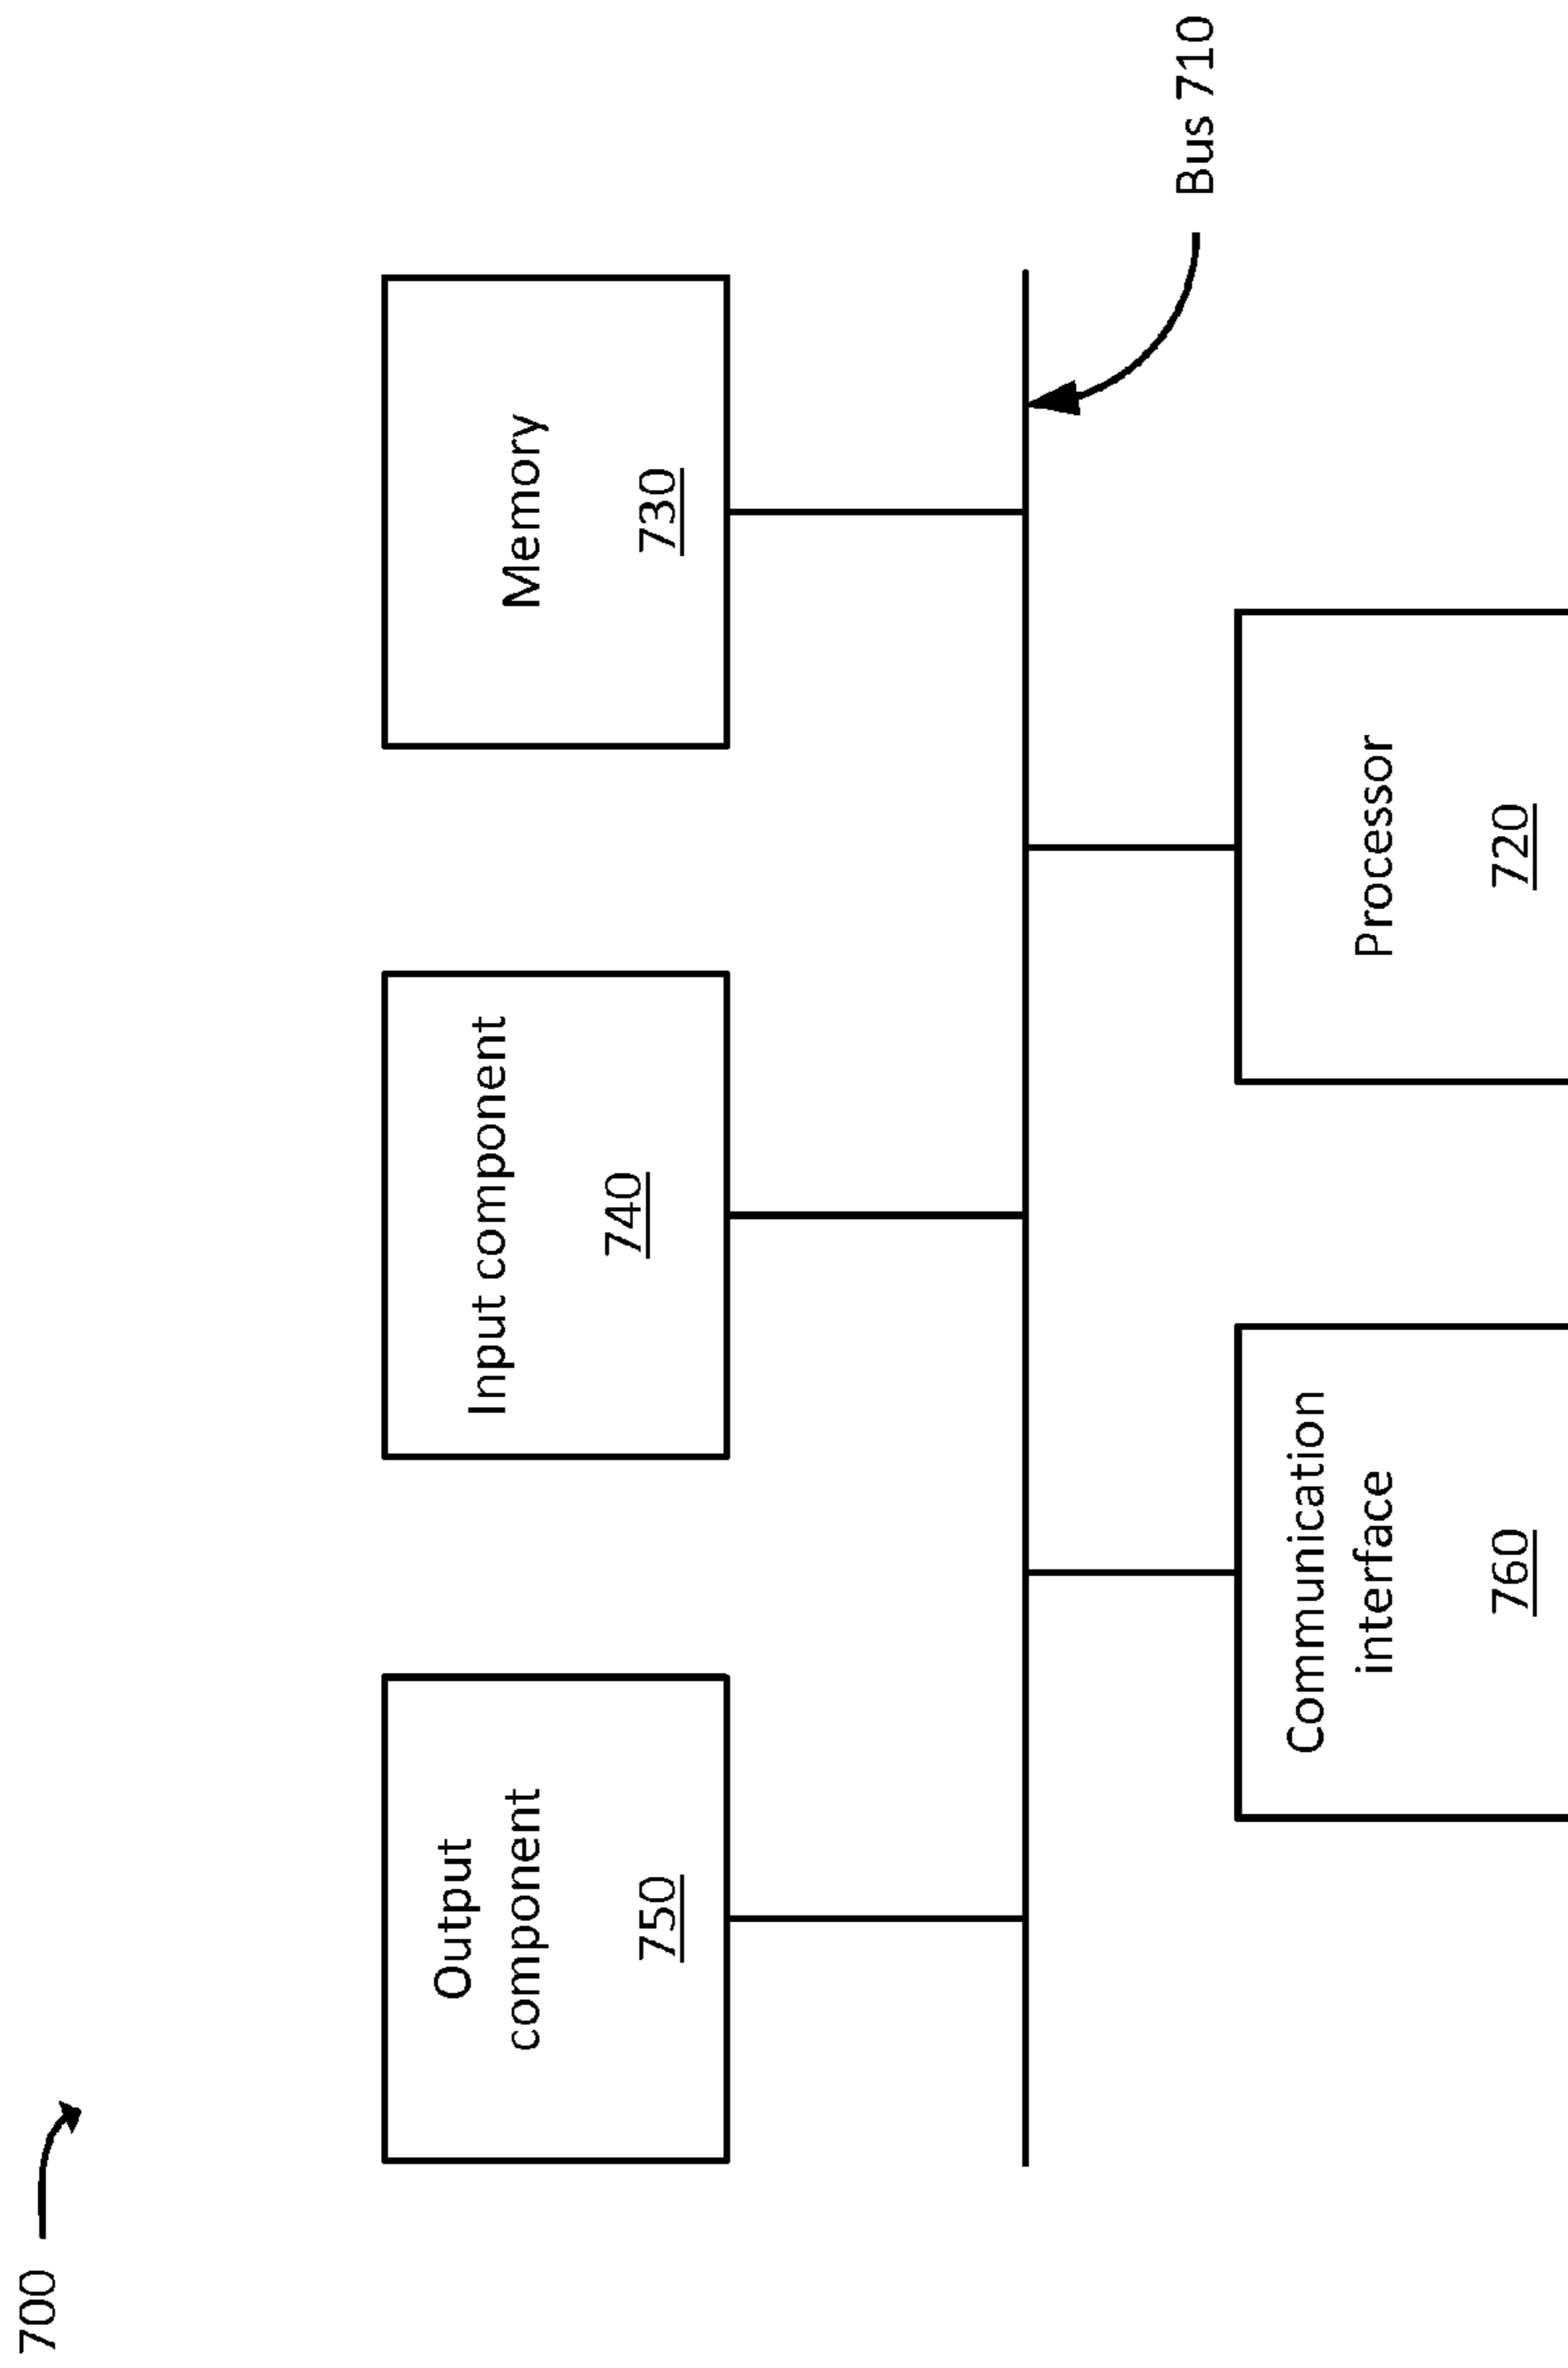 700
Output
component
750
Input component
740
Memory
730
Bus 710
Communication
interface
760
Processor
720